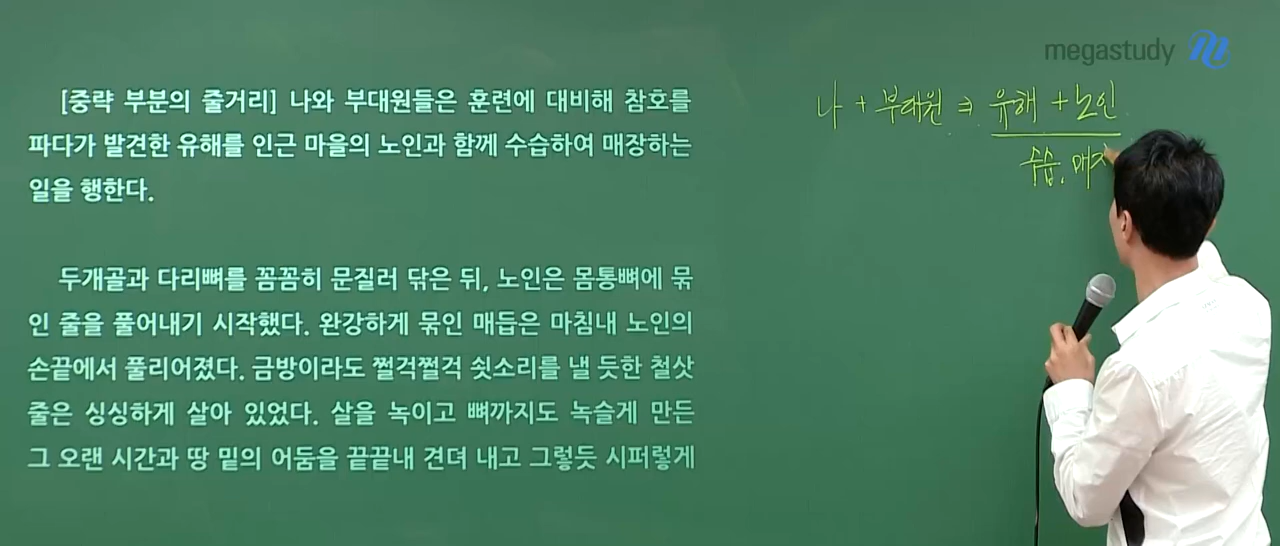 megastudy
[중략 부분의 줄거리] 나와 부대원들은 훈련에 대비해 참호를
파다가 발견한 유해를 인근 마을의 노인과 함께 수습하여 매장하는
일을 행한다.
두개골과 다리뼈를 꼼꼼히 문질러 닦은 뒤, 노인은 몸통뼈에 묶
인 줄을 풀어내기 시작했다. 완강하게 묶인 매듭은 마침내 노인의
손끝에서 풀리어졌다. 금방이라도 쩔걱쩔걱 쇳소리를 낼 듯한 철삿
줄은 싱싱하게 살아 있었다. 살을 녹이고 뼈까지도 녹슬게 만든
그 오랜 시간과 땅 밑의 어둠을 끝끝내 견뎌 내고 그렇듯 시퍼렇게
나 + 부대원 ⇒ 유해 + 노인
수습, 매